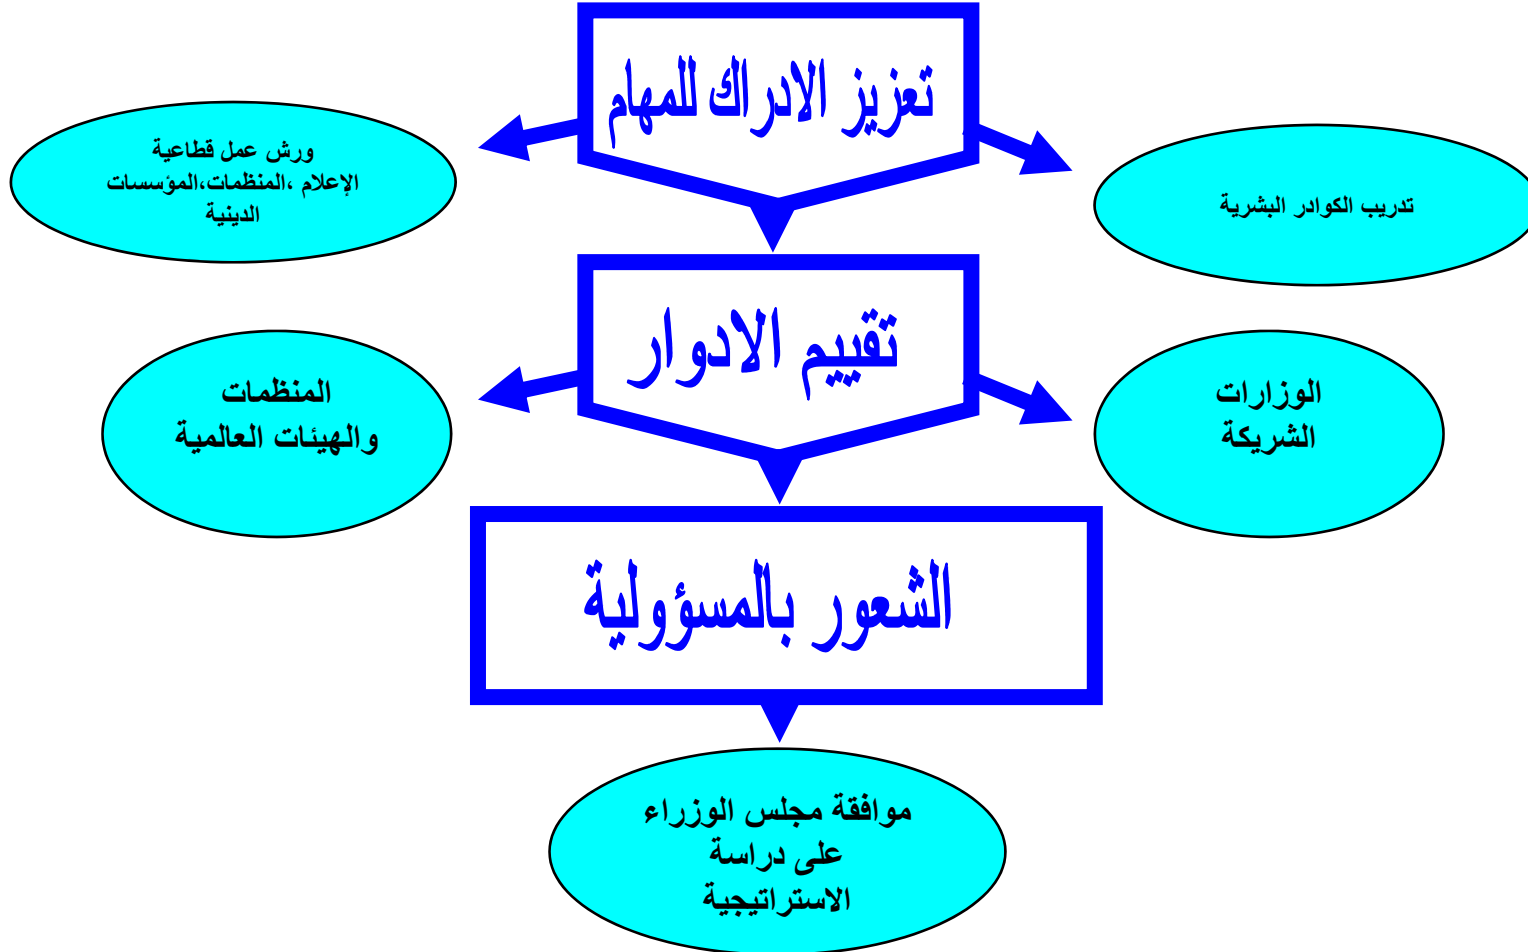 تعزيز الادراك للمهام
تدريب الكوادر البشرية
ورش عمل قطاعية
الإعلام ،المنظمات،المؤسسات
الدينية
تقييم الادوار
الوزارات
الشريكة
المنظمات
والهيئات العالمية
الشعور بالمسؤولية
موافقة مجلس الوزراء
على دراسة
الاستراتيجية